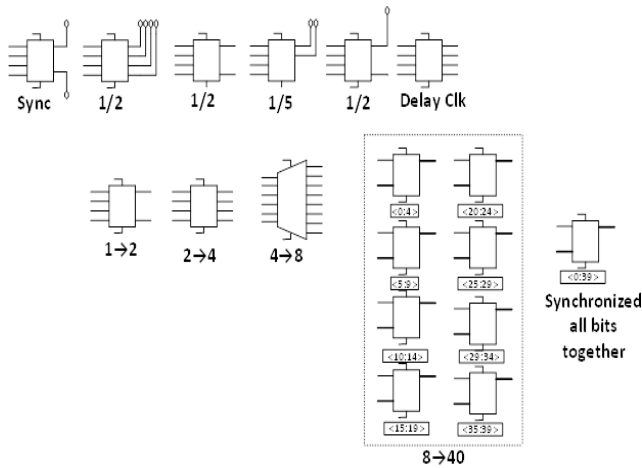 Sync 1/2 1/2 1/5 1/2 Delay Clk
1→2 2→4 4→8
<0:4> <20:24>
<5:9> <25:29>
<10:14> <29:34>
<15:19> <35:39>
8→40
<0:39>
Synchronized
all bits
together